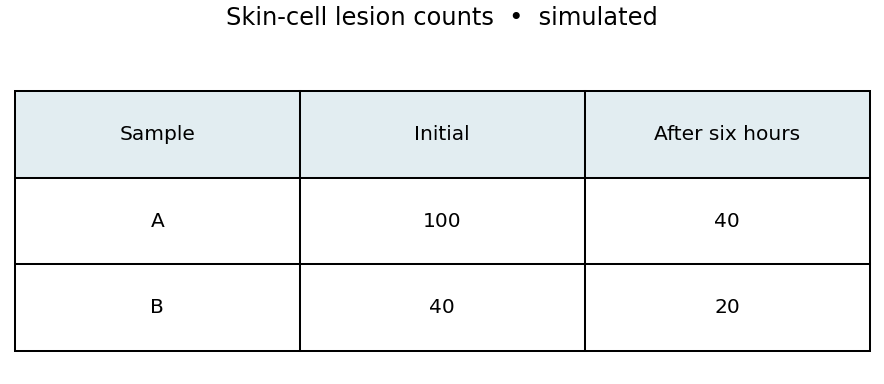 Skin-cell lesion counts • simulated
Sample Initial After six hours
A 100 40
B 40 20